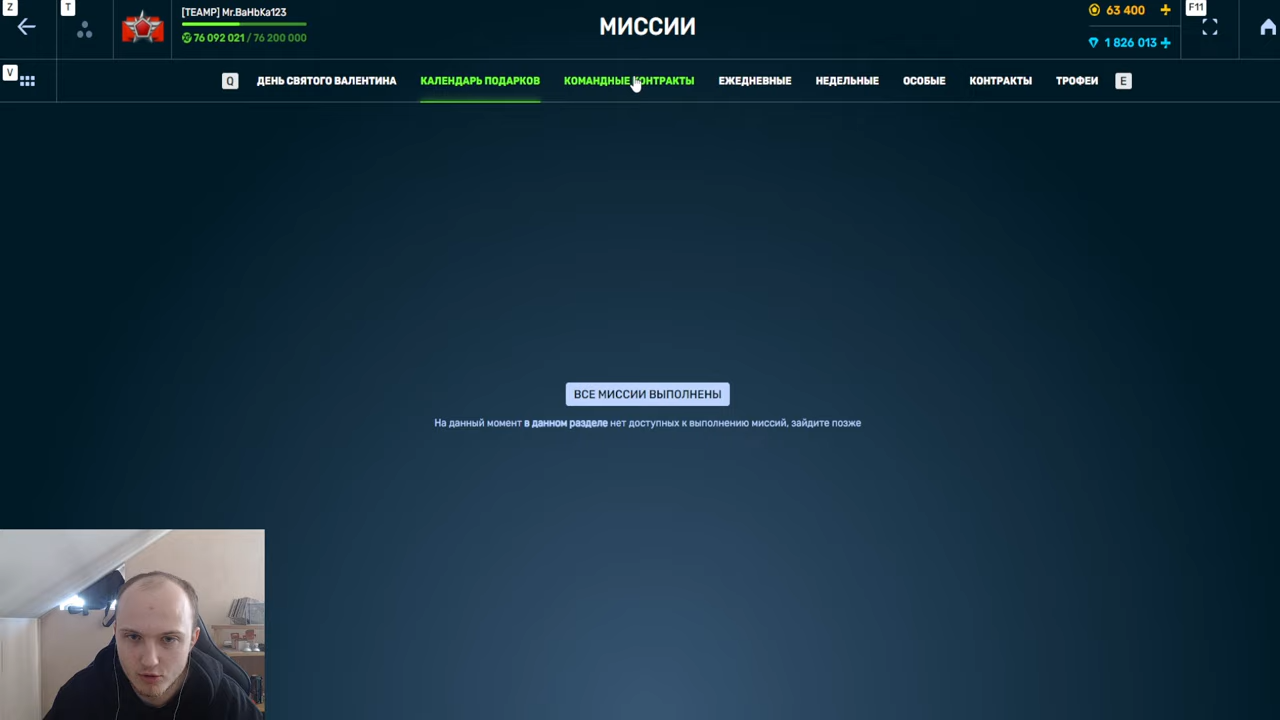 Z
T
[TEAMP] Mr.BaHbKa123
76 092 021 / 76 200 000
МИССИИ
63 400
1 826 013
F11
V
Q
ДЕНЬ СВЯТОГО ВАЛЕНТИНА
КАЛЕНДАРЬ ПОДАРКОВ
КОМАНДНЫЕ КОНТРАКТЫ
ЕЖЕДНЕВНЫЕ
НЕДЕЛЬНЫЕ
ОСОБЫЕ
КОНТРАКТЫ
ТРОФЕИ
E
ВСЕ МИССИИ ВЫПОЛНЕНЫ
На данный момент в данном разделе нет доступных к выполнению миссий, зайдите позже